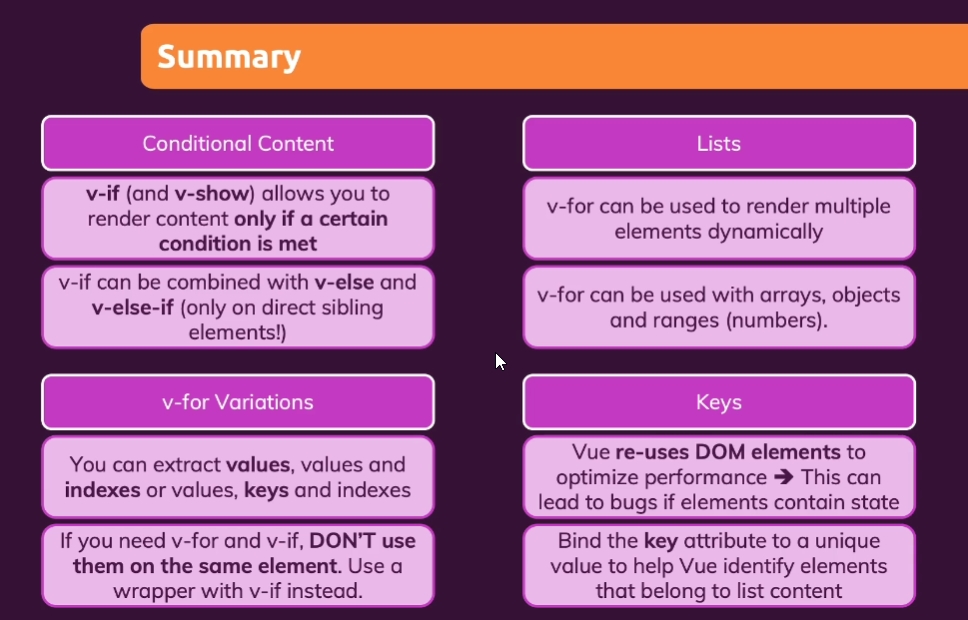 Summary
Conditional Content
v-if (and v-show) allows you to
render content only if a certain
condition is met
v-if can be combined with v-else and
v-else-if (only on direct sibling
elements!)
Lists
v-for can be used to render multiple
elements dynamically
v-for can be used with arrays, objects
and ranges (numbers).
v-for Variations
You can extract values, values and
indexes or values, keys and indexes
If you need v-for and v-if, DON'T use
them on the same element. Use a
wrapper with v-if instead.
Keys
Vue re-uses DOM elements to
optimize performance ➔ This can
lead to bugs if elements contain state
Bind the key attribute to a unique
value to help Vue identify elements
that belong to list content